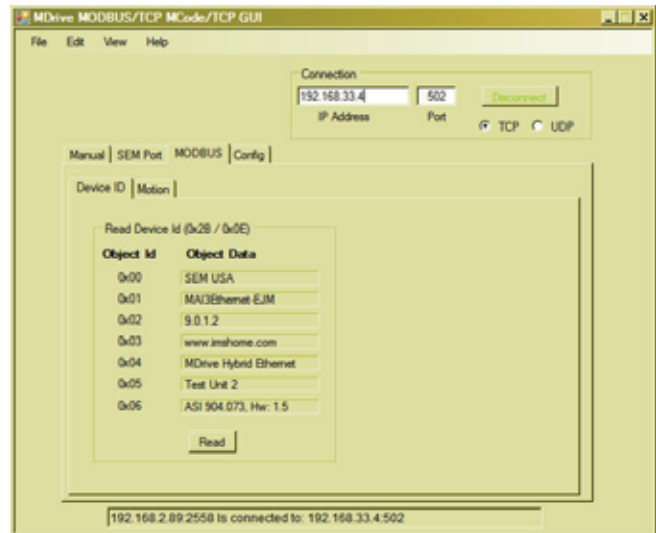 MDrive MODBUS/TCP MCode/TCP GUI
File Edit View Help
Connection
192.168.33.4 502 Disconnect
IP Address Port TCP UDP
Manual SEM Port MODBUS Config
Device ID Motion
Read Device Id (0x2B / 0x0E)
Object Id Object Data
0x00 SEM USA
0x01 MAI3Ethernet-EJM
0x02 9.0.1.2
0x03 www.imshome.com
0x04 MDrive Hybrid Ethernet
0x05 Test Unit 2
0x06 ASI 904.073, Hw: 1.5
Read
192.168.2.89:2558 Is connected to: 192.168.33.4:502